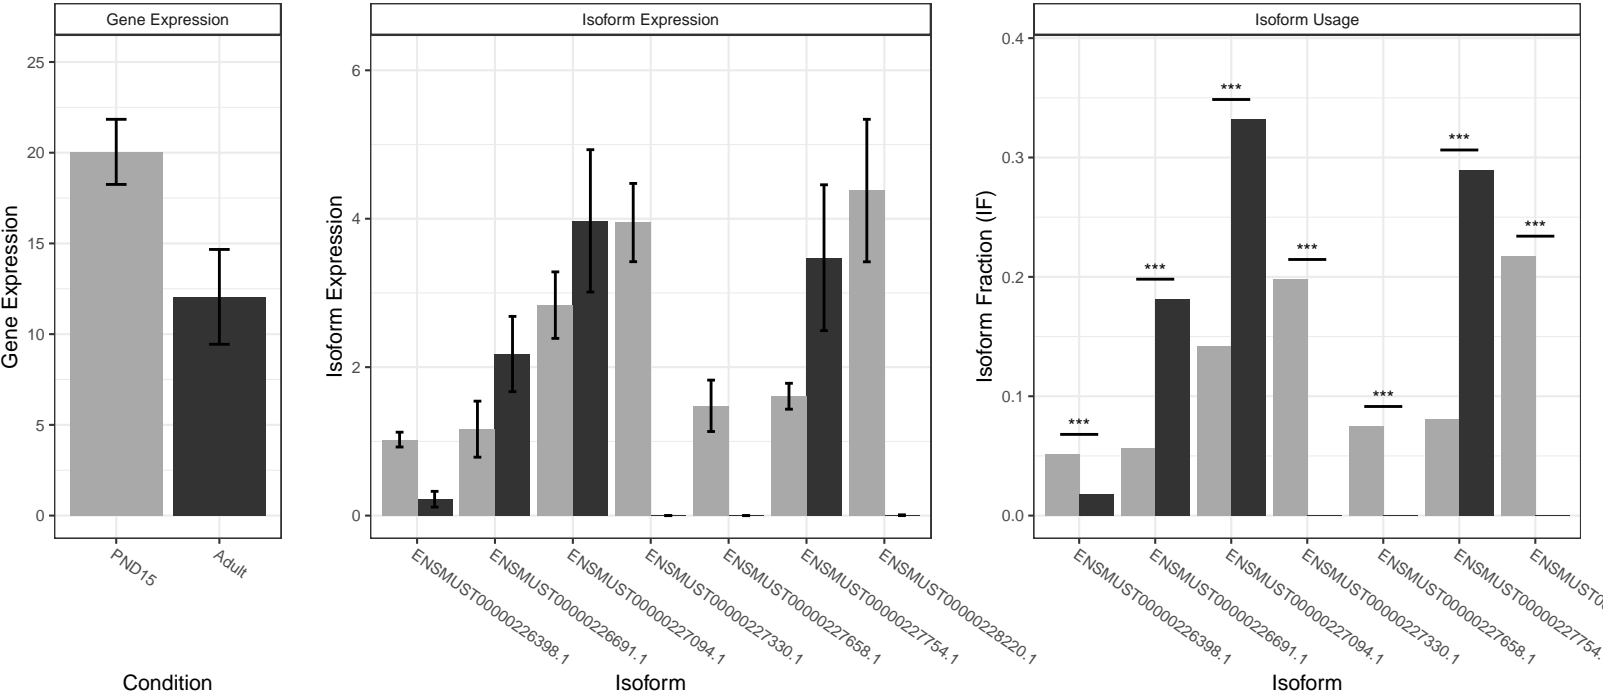 Gene Expression
Gene Expression
25
20
15
10
5
0
PND15
Adult
Condition
Isoform Expression
Isoform Expression
6
4
2
0
ENSMUST00000226398.1
ENSMUST00000226691.1
ENSMUST00000227094.1
ENSMUST00000227330.1
ENSMUST00000227658.1
ENSMUST00000227754.1
ENSMUST00000228220.1
Isoform
Isoform Usage
Isoform Fraction (IF)
0.4
0.3
0.2
0.1
0.0
***
***
***
***
***
***
***
ENSMUST00000226398.1
ENSMUST00000226691.1
ENSMUST00000227094.1
ENSMUST00000227330.1
ENSMUST00000227658.1
ENSMUST00000227754.
Isoform